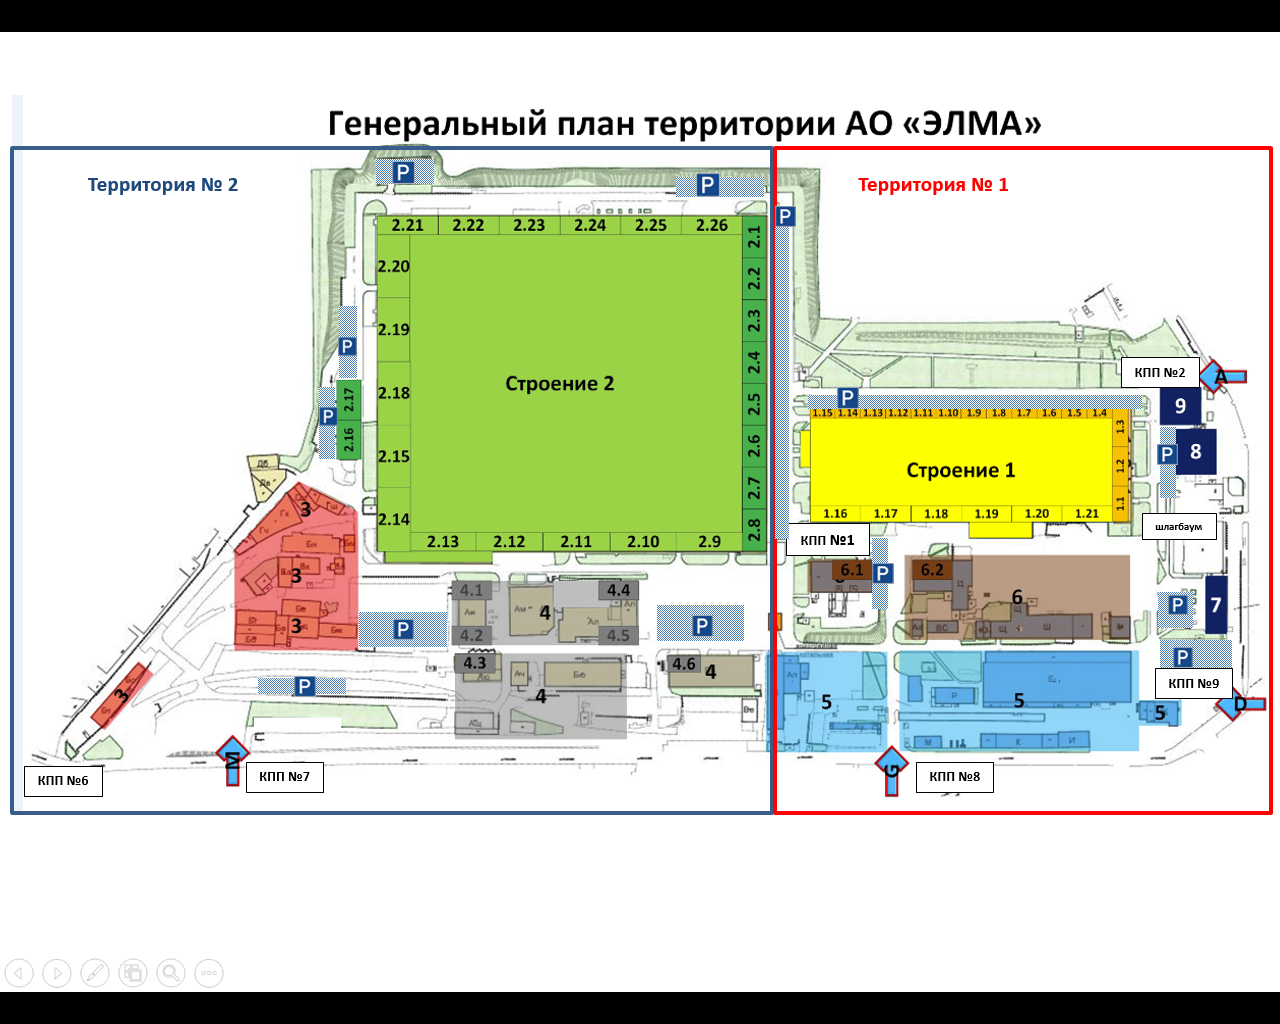 Генеральный план территории АО «ЭЛМА»
Территория № 2
Территория № 1
P
P
P
2.21 2.22 2.23 2.24 2.25 2.26
2.1
2.2
2.3
2.4
2.5
2.6
2.7
2.8
2.20
2.19
2.18
2.15
2.14
Строение 2
2.13 2.12 2.11 2.10 2.9
P
P
2.17
2.16
Дб
Дв
КПП №2
A
9
8
P
P
1.15 1.14 1.13 1.12 1.11 1.10 1.9 1.8 1.7 1.6 1.5 1.4
1.3
1.2
1.1
Строение 1
1.16 1.17 1.18 1.19 1.20 1.21
шлагбаум
КПП №1
3
Гх
Гч
3
3
3
P
4.1
4.2
4.3
4.4
4.5
4.6
4
4
4
Ам
Ал
Ач
P
P
6.1
P
6.2
6
ВС
Щ
Щ
Ш
P
7
P
КПП №9
D
5
5
5
Р
К
И
КПП №6
M
КПП №7
G
КПП №8